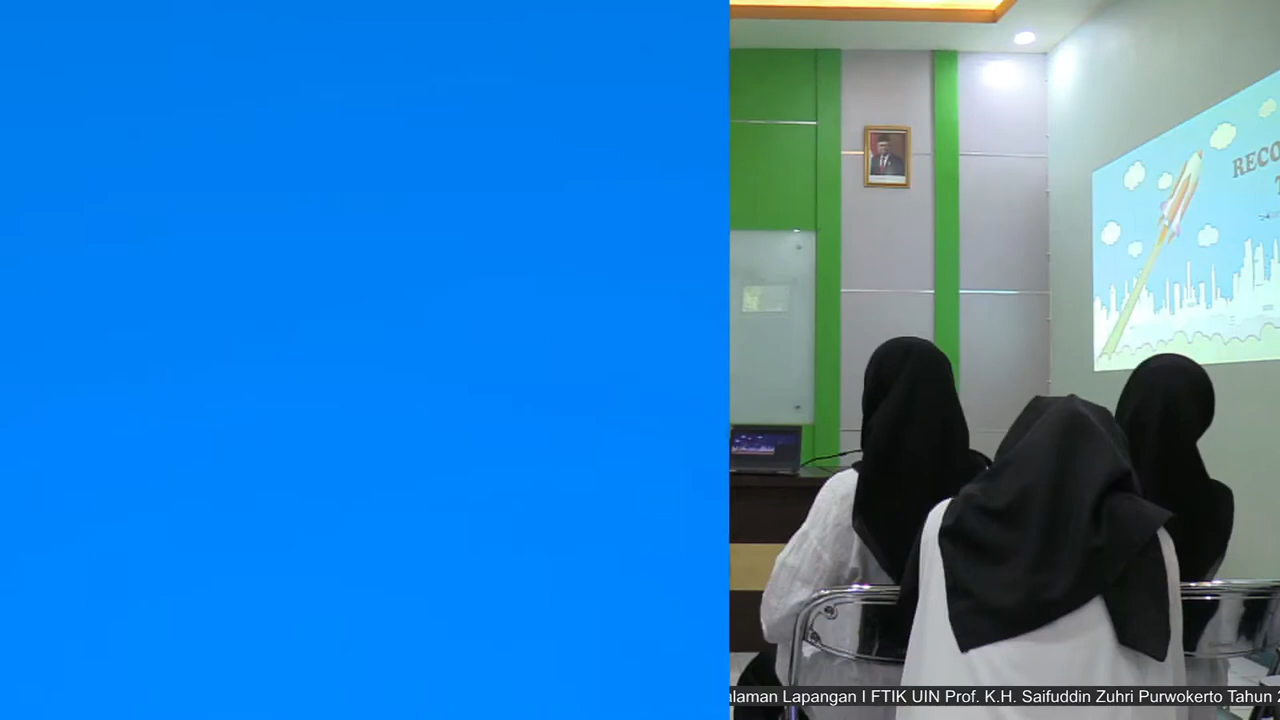 RECO
alaman Lapangan I FTIK UIN Prof. K.H. Saifuddin Zuhri Purwokerto Tahun 2